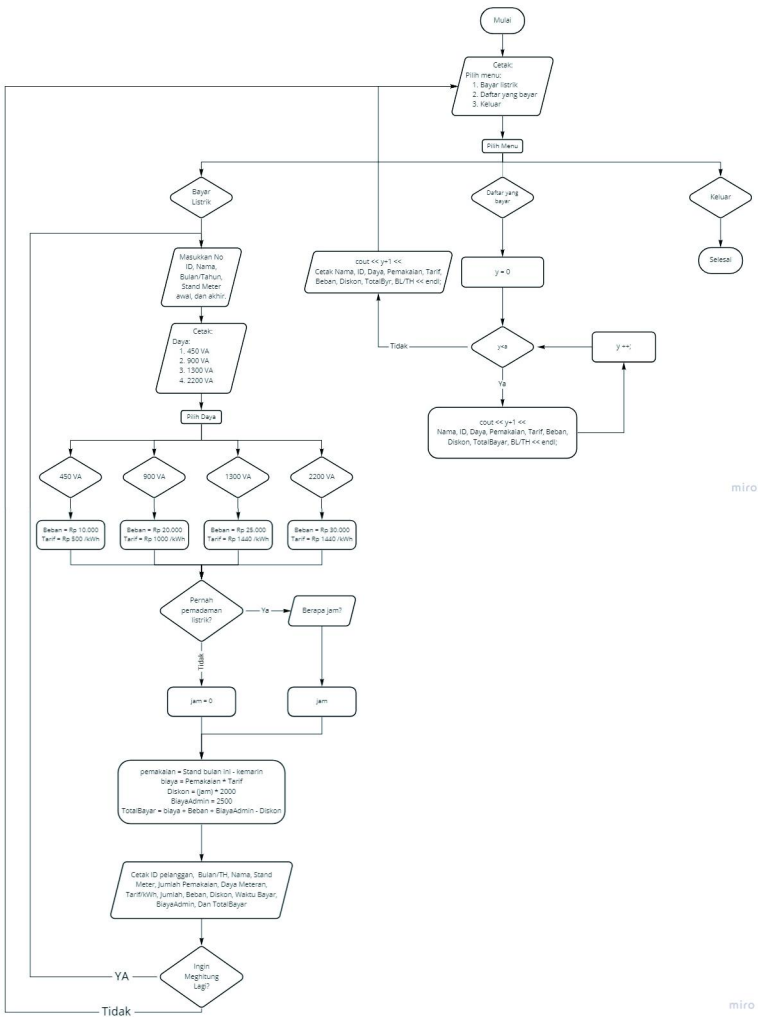 Mulai
Cetak:
Pilih menu:
1. Bayar listrik
2. Daftar yang bayar
3. Keluar
Pilih Menu
Bayar
Listrik
Daftar yang
bayar
Keluar
Selesai
Masukkan No
ID, Nama,
Bulan/Tahun,
Stand Meter
awal, dan akhir.
cout << y+1 <<
Cetak Nama, ID, Daya, Pemakaian, Tarif,
Beban, Diskon, TotalByr, BL/TH << endl;
y = 0
Cetak:
Daya:
1. 450 VA
2. 900 VA
3. 1300 VA
4. 2200 VA
Tidak
y<a
y ++;
Ya
Pilih Daya
cout << y+1 <<
Nama, ID, Daya, Pemakaian, Tarif, Beban,
Diskon, TotalBayar, BL/TH << endl;
450 VA
900 VA
1300 VA
2200 VA
miro
Beban = Rp 10.000
Tarif = Rp 500 /kWh
Beban = Rp 20.000
Tarif = Rp 1000 /kWh
Beban = Rp 25.000
Tarif = Rp 1440 /kWh
Beban = Rp 30.000
Tarif = Rp 1440 /kWh
Pernah
pemadaman
listrik?
Ya
Berapa jam?
Tidak
jam = 0
jam
pemakaian = Stand bulan ini - kemarin
biaya = Pemakaian * Tarif
Diskon = (jam) * 2000
BiayaAdmin = 2500
TotalBayar = biaya + Beban + BiayaAdmin - Diskon
Cetak ID pelanggan, Bulan/TH, Nama, Stand
Meter, Jumlah Pemakaian, Daya Meteran,
Tarif/kWh, Jumlah, Beban, Diskon, Waktu Bayar,
BiayaAdmin, Dan TotalBayar
Ingin
Meghitung
Lagi?
YA
Tidak
miro